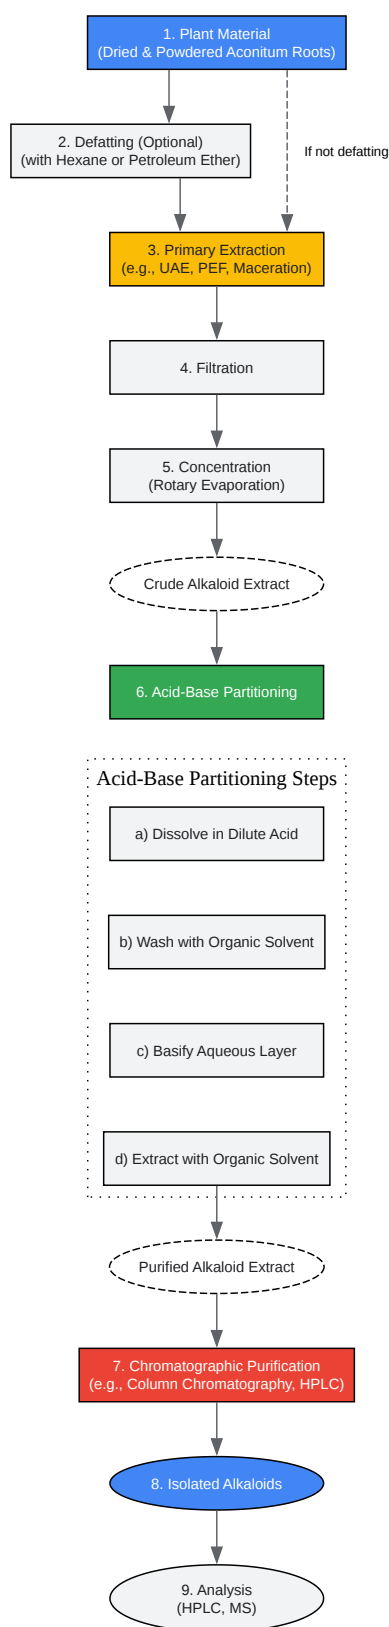 1. Plant Material
(Dried & Powdered Aconitum Roots)
2. Defatting (Optional)
(with Hexane or Petroleum Ether)
If not defatting
3. Primary Extraction
(e.g., UAE, PEF, Maceration)
4. Filtration
5. Concentration
(Rotary Evaporation)
Crude Alkaloid Extract
6. Acid-Base Partitioning
Acid-Base Partitioning Steps
a) Dissolve in Dilute Acid
b) Wash with Organic Solvent
c) Basify Aqueous Layer
d) Extract with Organic Solvent
Purified Alkaloid Extract
7. Chromatographic Purification
(e.g., Column Chromatography, HPLC)
8. Isolated Alkaloids
9. Analysis
(HPLC, MS)